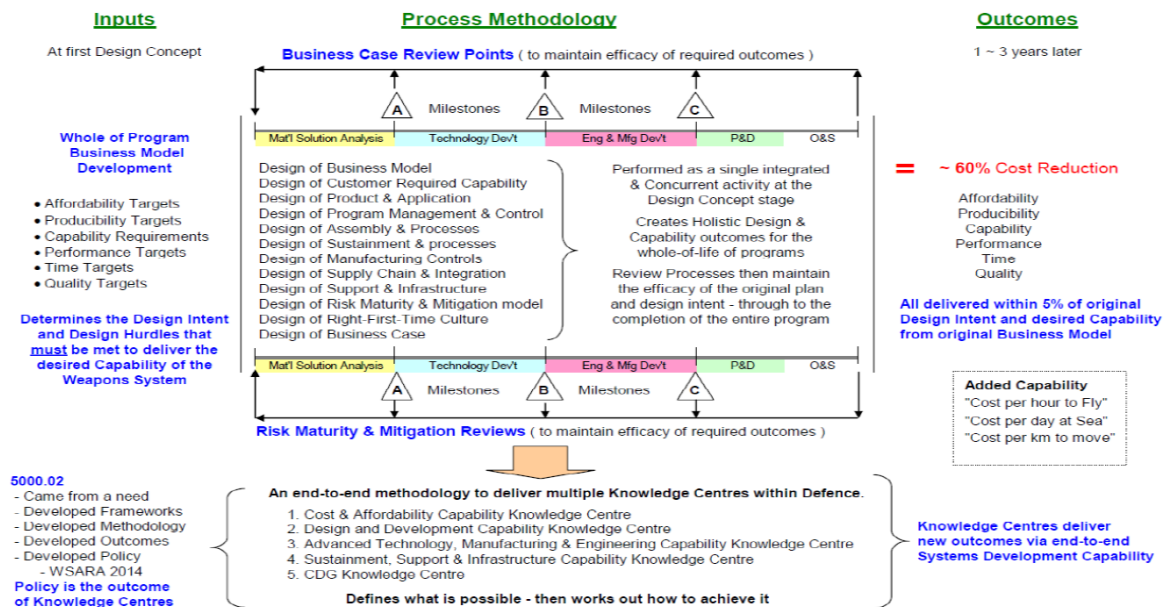 Inputs
Process Methodology
Outcomes
At first Design Concept
Business Case Review Points ( to maintain efficacy of required outcomes )
1 ~ 3 years later
A Milestones B Milestones C
Mat'l Solution Analysis Technology Dev't Eng & Mfg Dev't P&D O&S
Whole of Program
Business Model
Development
• Affordability Targets
• Producibility Targets
• Capability Requirements
• Performance Targets
• Time Targets
• Quality Targets
Determines the Design Intent
and Design Hurdles that
must be met to deliver the
desired Capability of the
Weapons System
Design of Business Model
Design of Customer Required Capability
Design of Product & Application
Design of Program Management & Control
Design of Assembly & Processes
Design of Sustainment & processes
Design of Manufacturing Controls
Design of Supply Chain & Integration
Design of Support & Infrastructure
Design of Risk Maturity & Mitigation model
Design of Right-First-Time Culture
Design of Business Case
Performed as a single integrated
& Concurrent activity at the
Design Concept stage
Creates Holistic Design &
Capability outcomes for the
whole-of-life of programs
Review Processes then maintain
the efficacy of the original plan
and design intent - through to the
completion of the entire program
= ~ 60% Cost Reduction
Affordability
Producibility
Capability
Performance
Time
Quality
All delivered within 5% of original
Design Intent and desired Capability
from original Business Model
Mat'l Solution Analysis Technology Dev't Eng & Mfg Dev't P&D O&S
A Milestones B Milestones C
Risk Maturity & Mitigation Reviews ( to maintain efficacy of required outcomes )
Added Capability
"Cost per hour to Fly"
"Cost per day at Sea"
"Cost per km to move"
5000.02
- Came from a need
- Developed Frameworks
- Developed Methodology
- Developed Outcomes
- Developed Policy
- WSARA 2014
Policy is the outcome
of Knowledge Centres
An end-to-end methodology to deliver multiple Knowledge Centres within Defence.
1. Cost & Affordability Capability Knowledge Centre
2. Design and Development Capability Knowledge Centre
3. Advanced Technology, Manufacturing & Engineering Capability Knowledge Centre
4. Sustainment, Support & Infrastructure Capability Knowledge Centre
5. CDG Knowledge Centre
Defines what is possible - then works out how to achieve it
Knowledge Centres deliver
new outcomes via end-to-end
Systems Development Capability